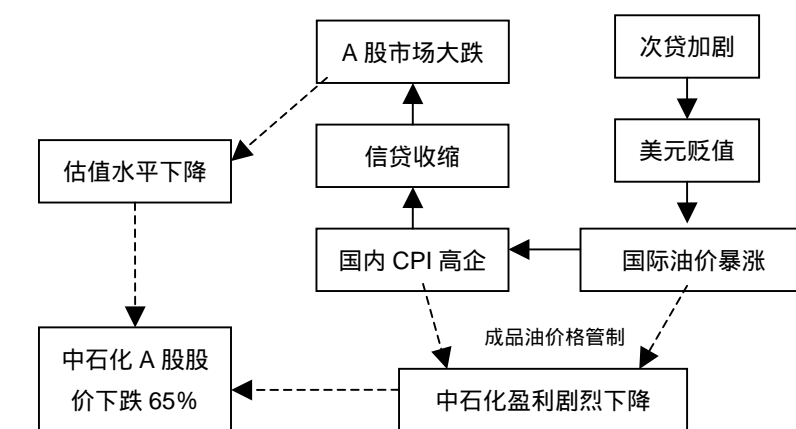 A 股市场大跌
次贷加剧
信贷收缩
美元贬值
估值水平下降
国内 CPI 高企
国际油价暴涨
成品油价格管制
中石化 A 股股
价下跌 65%
中石化盈利剧烈下降